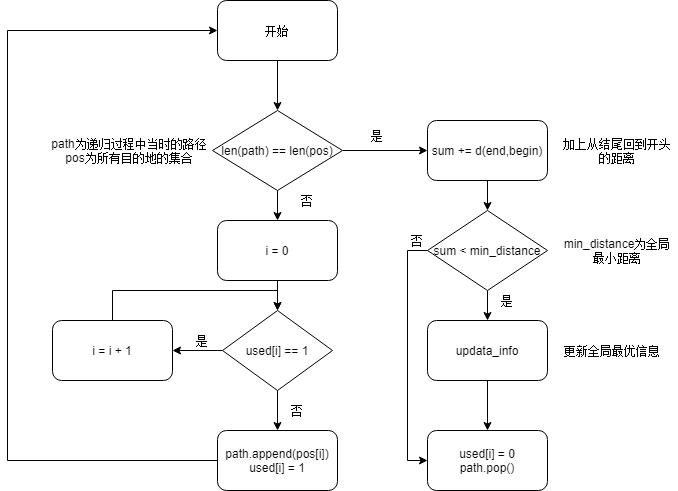 开始
path为递归过程中当时的路径
pos为所有目的地的集合
len(path) == len(pos)
是
sum += d(end,begin)
加上从结尾回到开头
的距离
否
i = 0
否
sum < min_distance
min_distance为全局
最小距离
是
i = i + 1
是
used[i] == 1
updata_info
更新全局最优信息
否
path.append(pos[i])
used[i] = 1
used[i] = 0
path.pop()